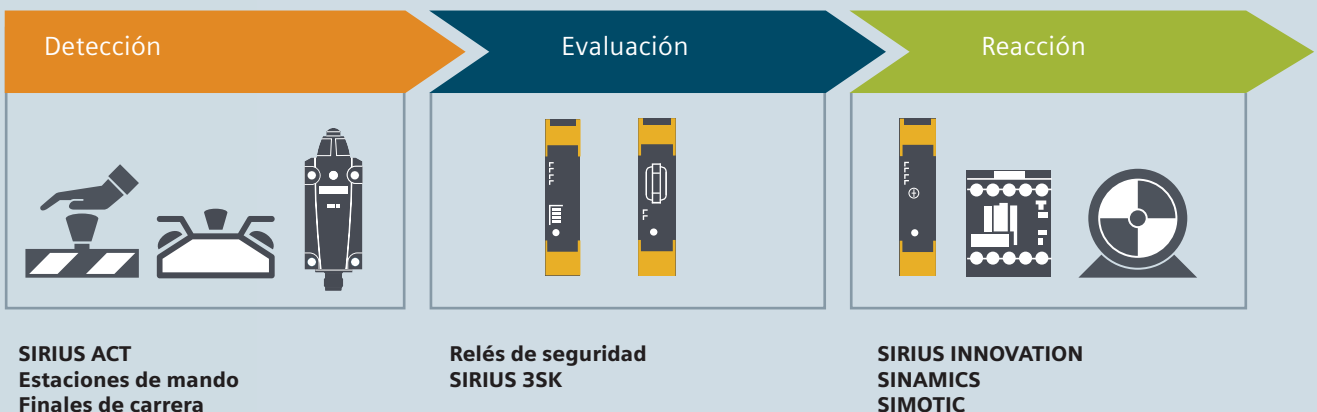 Detección
Evaluación
Reacción
F
SIRIUS ACT
Estaciones de mando
Finales de carrera
Relés de seguridad
SIRIUS 3SK
SIRIUS INNOVATION
SINAMICS
SIMOTIC